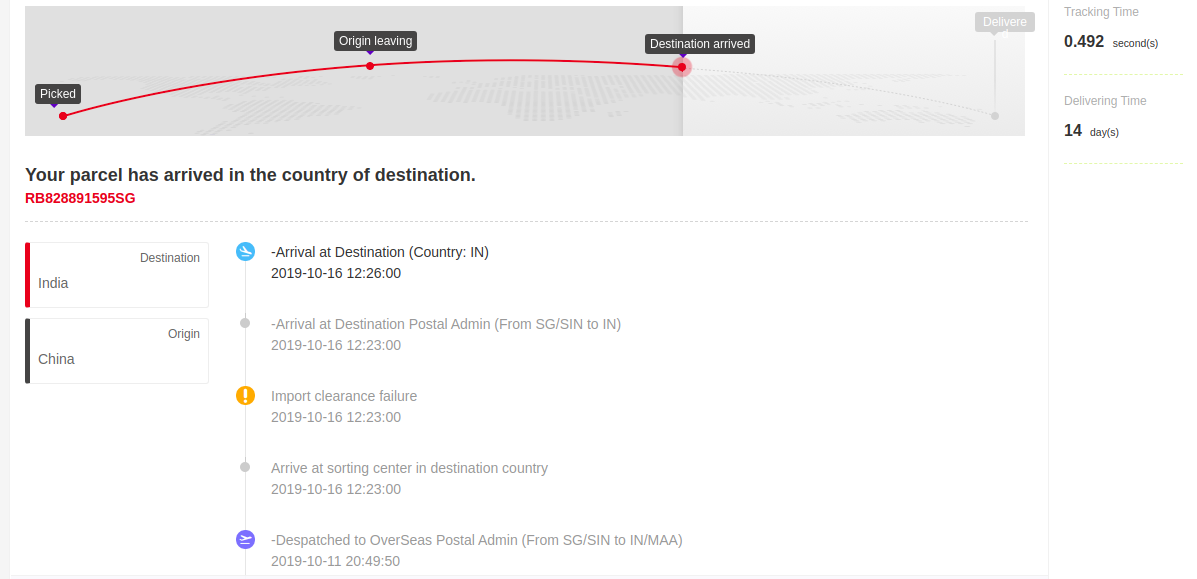 Delivere
Origin leaving
Destination arrived
Picked
Your parcel has arrived in the country of destination.
RB828891595SG
Destination
India
Origin
China
-Arrival at Destination (Country: IN)
2019-10-16 12:26:00
-Arrival at Destination Postal Admin (From SG/SIN to IN)
2019-10-16 12:23:00
Import clearance failure
2019-10-16 12:23:00
Arrive at sorting center in destination country
2019-10-16 12:23:00
-Despatched to OverSeas Postal Admin (From SG/SIN to IN/MAA)
2019-10-11 20:49:50
Tracking Time
0.492 second(s)
Delivering Time
14 day(s)